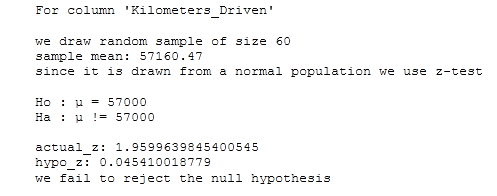 For column 'Kilometers_Driven'
we draw random sample of size 60
sample mean: 57160.47
since it is drawn from a normal population we use z-test
Ho : μ = 57000
Ha : μ != 57000
actual_z: 1.9599639845400545
hypo_z: 0.045410018779
we fail to reject the null hypothesis